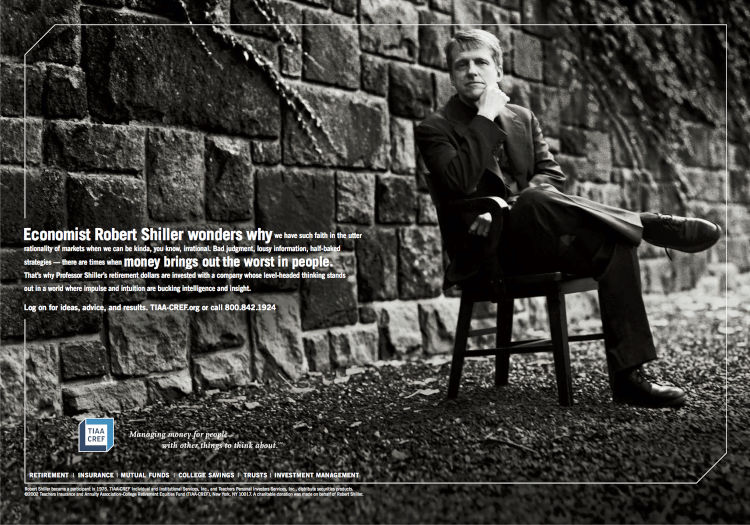 Economist Robert Shiller wonders why we have such faith in the utter
rationality of markets when we can be kinda, you know, irrational. Bad judgment, lousy information, half-baked
strategies — there are times when money brings out the worst in people.
That's why Professor Shiller's retirement dollars are invested with a company whose level-headed thinking stands
out in a world where impulse and intuition are bucking intelligence and insight.
Log on for ideas, advice, and results. TIAA-CREF.org or call 800.842.1924
TIAA
CREF
Managing money for people
with other things to think about.™
RETIREMENT | INSURANCE | MUTUAL FUNDS | COLLEGE SAVINGS | TRUSTS | INVESTMENT MANAGEMENT
Robert Shiller became a participant in 1975. TIAA-CREF Individual and Institutional Services, Inc., and Teachers Personal Investors Services, Inc., distribute securities products.
©2002 Teachers Insurance and Annuity Association-College Retirement Equities Fund (TIAA-CREF), New York, NY 10017. A charitable donation was made on behalf of Robert Shiller.